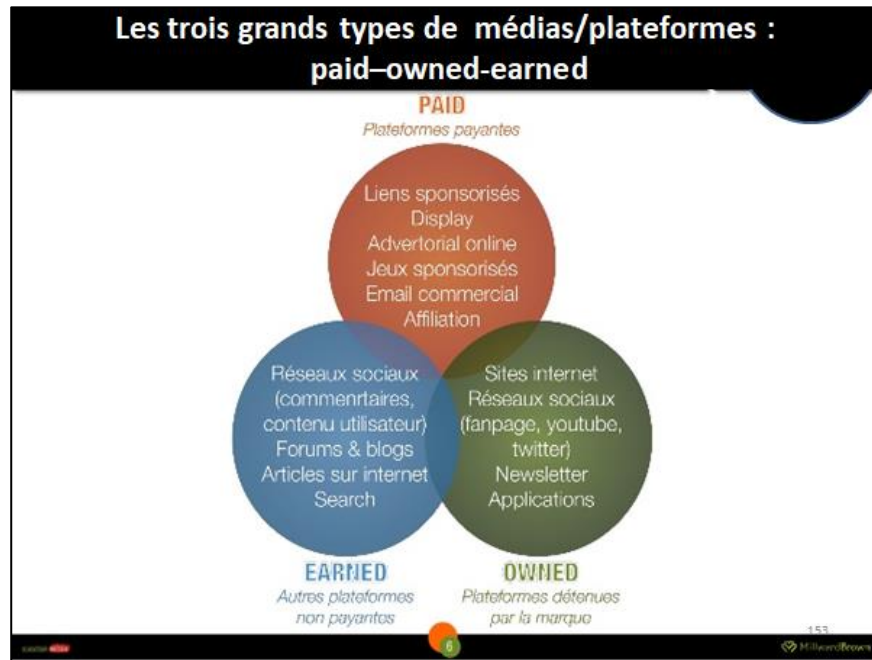 Les trois grands types de médias/plateformes :
paid–owned-earned
PAID
Plateformes payantes
Liens sponsorisés
Display
Advertorial online
Jeux sponsorisés
Email commercial
Affiliation
Réseaux sociaux
(commenrtaires,
contenu utilisateur)
Forums & blogs
Articles sur internet
Search
Sites internet
Réseaux sociaux
(fanpage, youtube,
twitter)
Newsletter
Applications
EARNED
Autres plateformes
non payantes
OWNED
Plateformes détenues
par la marque
153
6
MillwardBrown